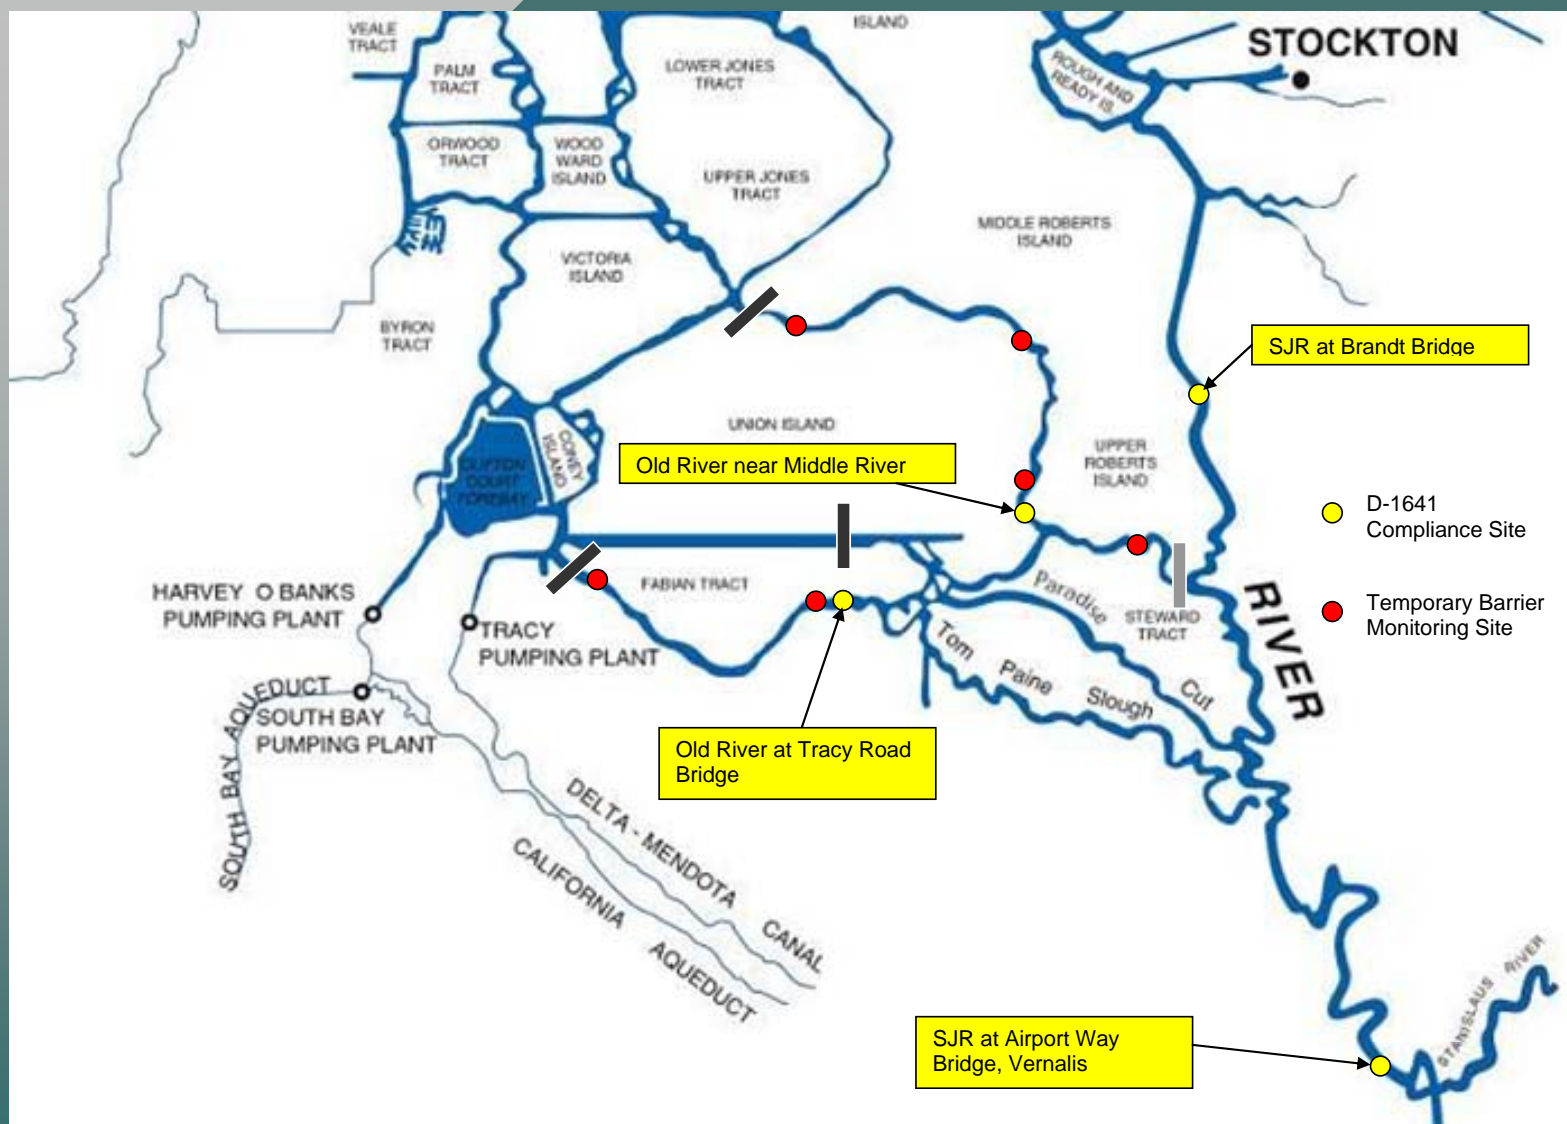 ISLAND
VEALE
TRACT
STOCKTON
PALM
TRACT
LOWER JONES
TRACT
ROUGH AND
READY IS.
ORWOOD
TRACT
WOOD
WARD
ISLAND
UPPER JONES
TRACT
MIDDLE ROBERTS
ISLAND
VICTORIA
ISLAND
BYRON
TRACT
SJR at Brandt Bridge
UNION ISLAND
CONEY
ISLAND
UPPER
ROBERTS
ISLAND
Old River near Middle River
CLIFTON
COURT
FOREBAY
D-1641
Compliance Site
FABIAN TRACT
Paradise
Cut
STEWARD
TRACT
RIVER
HARVEY O BANKS
PUMPING PLANT
Temporary Barrier
Monitoring Site
TRACY
PUMPING PLANT
Tom Paine Slough
SOUTH BAY AQUEDUCT
SOUTH BAY
PUMPING PLANT
Old River at Tracy Road
Bridge
DELTA - MENDOTA CANAL
CALIFORNIA AQUEDUCT
STANISLAUS RIVER
SJR at Airport Way
Bridge, Vernalis